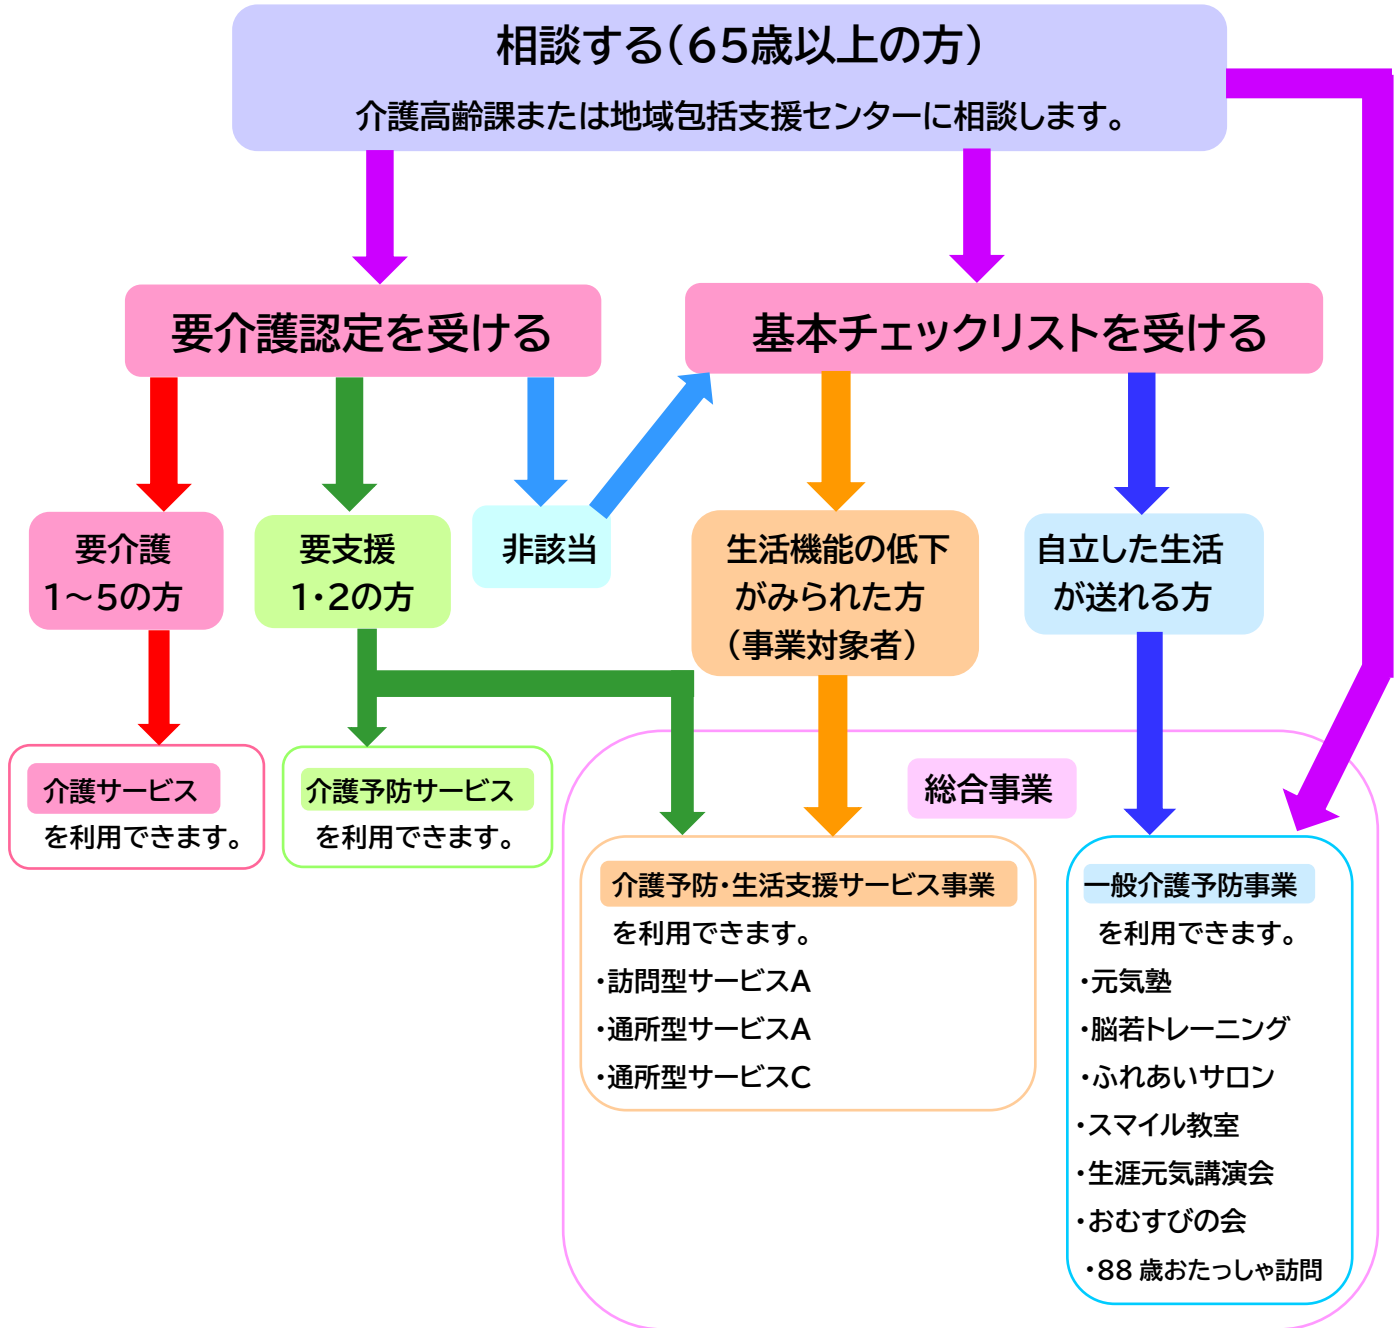 相談する(65歳以上の方)
介護高齢課または地域包括支援センターに相談します。
要介護認定を受ける
基本チェックリストを受ける
要介護
1～5の方
要支援
1・2の方
非該当
生活機能の低下
がみられた方
(事業対象者)
自立した生活
が送れる方
介護サービス
を利用できます。
介護予防サービス
を利用できます。
総合事業
介護予防・生活支援サービス事業
を利用できます。
・訪問型サービスA
・通所型サービスA
・通所型サービスC
一般介護予防事業
を利用できます。
・元気塾
・脳若トレーニング
・ふれあいサロン
・スマイル教室
・生涯元気講演会
・おむすびの会
・88 歳おたっしゃ訪問